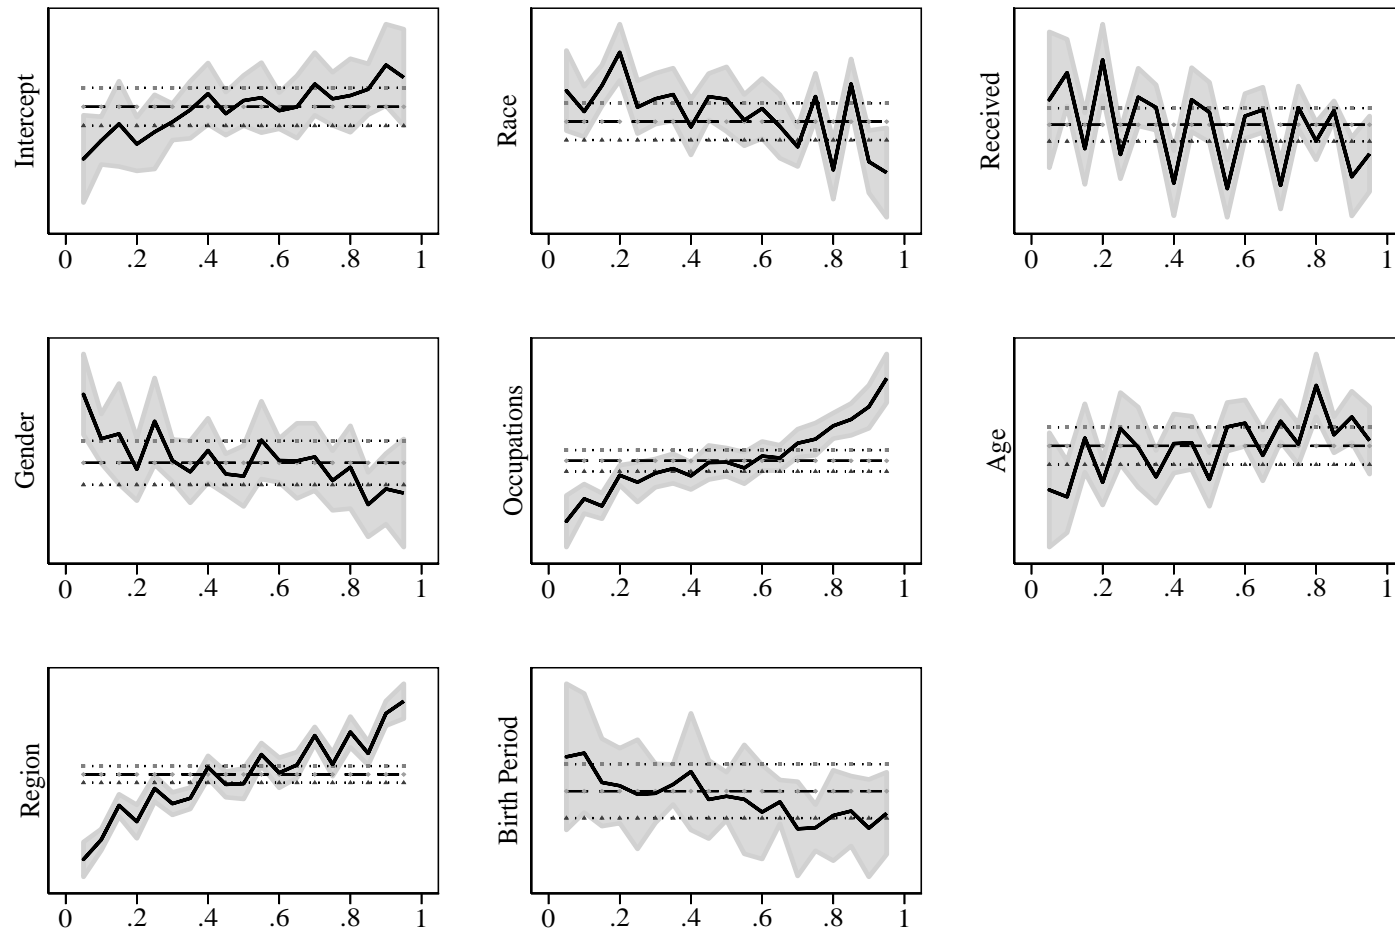 Intercept
0 .2 .4 .6 .8 1
Race
0 .2 .4 .6 .8 1
Received
0 .2 .4 .6 .8 1
Gender
0 .2 .4 .6 .8 1
Occupations
0 .2 .4 .6 .8 1
Age
0 .2 .4 .6 .8 1
Region
0 .2 .4 .6 .8 1
Birth Period
0 .2 .4 .6 .8 1